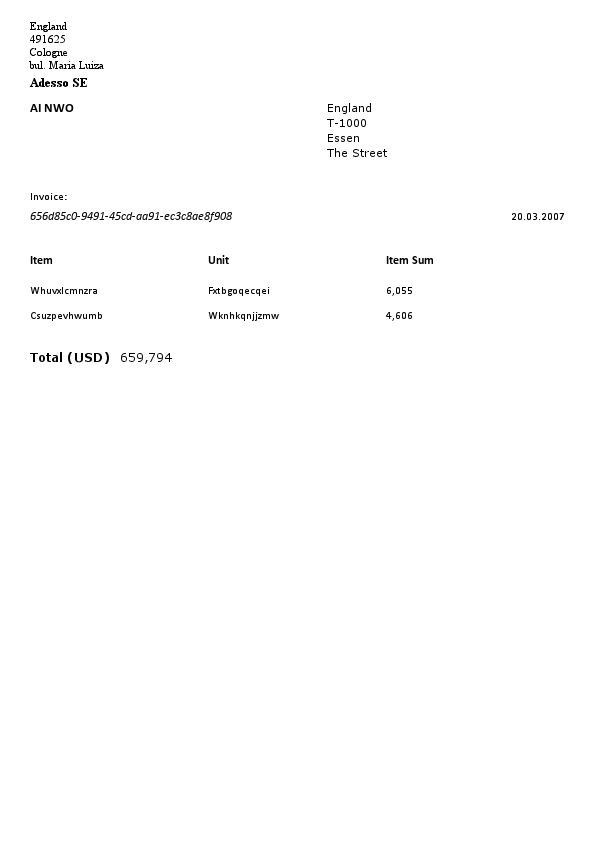 England
491625
Cologne
bul. Maria Luiza
Adesso SE
AI NWO
England
T-1000
Essen
The Street
Invoice:
656d85c0-9491-45cd-aa91-ec3c8ae8f908 20.03.2007
Item Unit Item Sum
Whuvxlcmnzra Fxtbgoqecqei 6,055
Csuzpevhwumb Wknhkqnjjzmw 4,606
Total (USD) 659,794